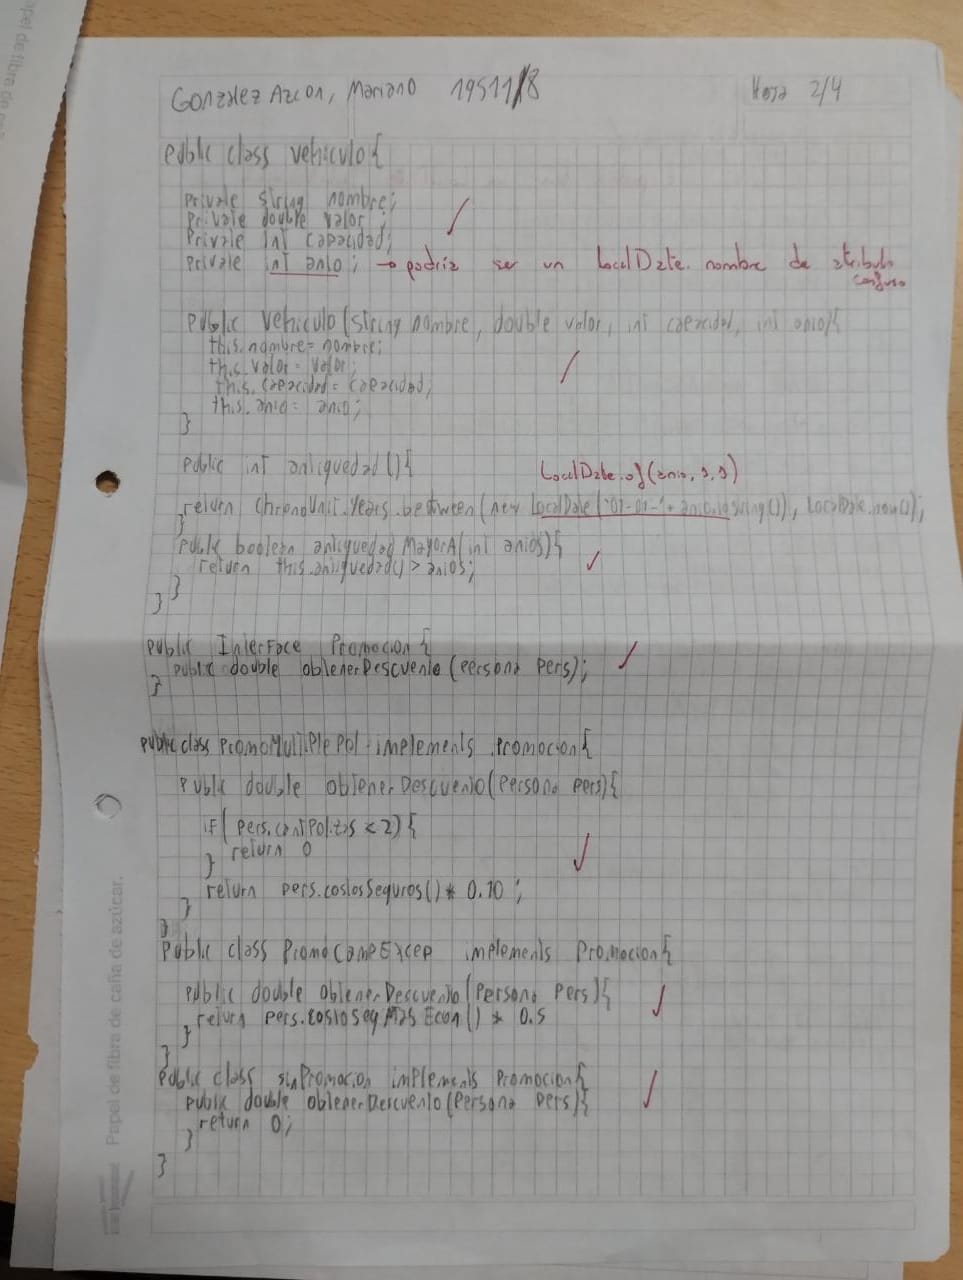 Gonzalez Azcon, Mariano 19511/8 Hoja 2/4
public class Vehiculo{
private String nombre;
private double valor;
private int capacidad;
private int anio; → podría ser un LocalDate. nombre de atributo confuso
public Vehiculo(String nombre, double valor, int capacidad, int anio){
this.nombre= nombre;
this.valor= valor;
this.capacidad= capacidad;
this.anio= anio;
}
public int antiguedad(){
LocalDate.of(anio, 1, 1)
return ChronoUnit.Years.between(new LocalDate("01-01-"+ anio.toString()), LocalDate.now());
}
public boolean antiguedadMayorA(int anios){
return this.antiguedad() > anios;
}
}
public Interface Promocion{
public double obtenerDescuento(Persona pers);
}
public class PromoMultiplePol implements Promocion{
public double obtenerDescuento(Persona pers){
if(pers.cantPolizas < 2){
return 0
}
return pers.costosSeguros() * 0.10 ;
}
}
public class PromoCampExcep implements Promocion{
public double obtenerDescuento(Persona pers){
return pers.costoSegMasEcon() * 0.5
}
}
public class sinPromocion implements Promocion{
public double obtenerDescuento(Persona pers){
return 0;
}
}
Papel de fibra de caña de azúcar.